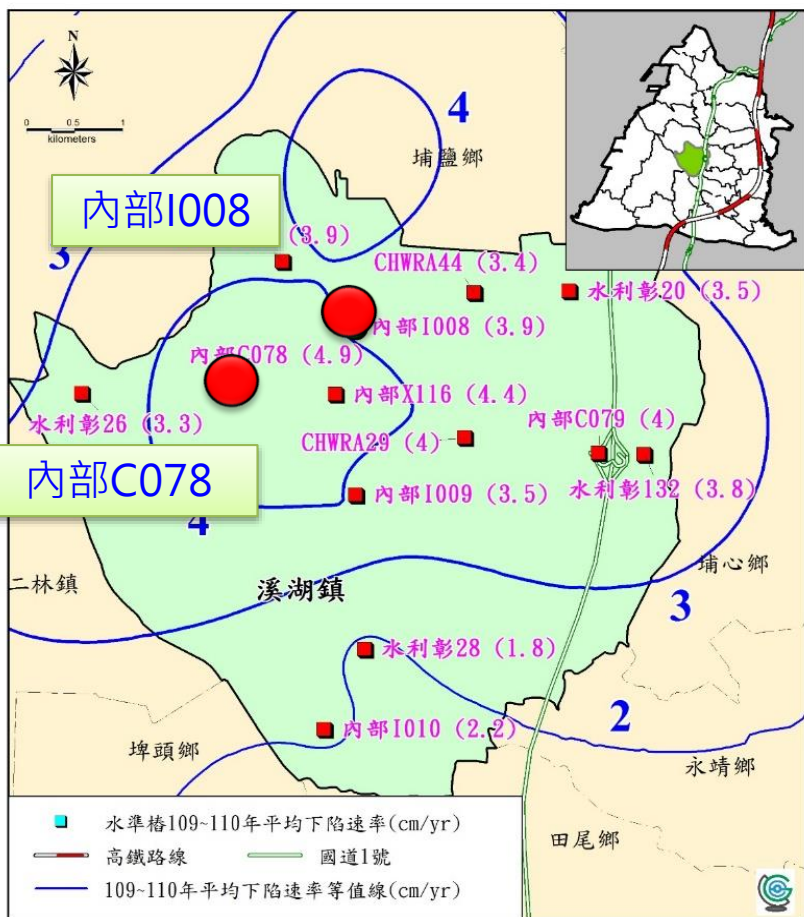 N
0 0.5 1
kilometers
4
埔鹽鄉
內部I008
(3.9)
3
CHWRA44 (3.4)
水利彰20 (3.5)
內部I008 (3.9)
內部C078 (4.9)
內部X116 (4.4)
水利彰26 (3.3)
內部C079 (4)
CHWRA29 (4)
內部C078
內部I009 (3.5)
水利彰132 (3.8)
4
二林鎮
溪湖鎮
埔心鄉
3
水利彰28 (1.8)
2
內部I010 (2.2)
埤頭鄉
永靖鄉
田尾鄉
水準樁109~110年平均下陷速率(cm/yr)
高鐵路線 國道1號
109~110年平均下陷速率等值線(cm/yr)